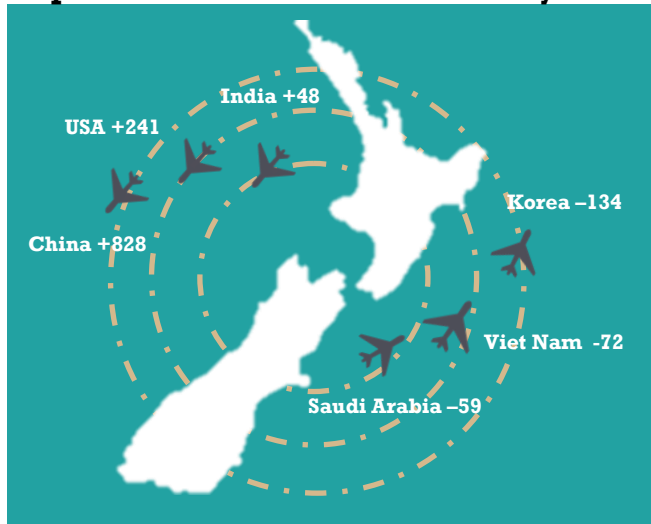 India +48
USA +241
Korea –134
China +828
Viet Nam -72
Saudi Arabia –59